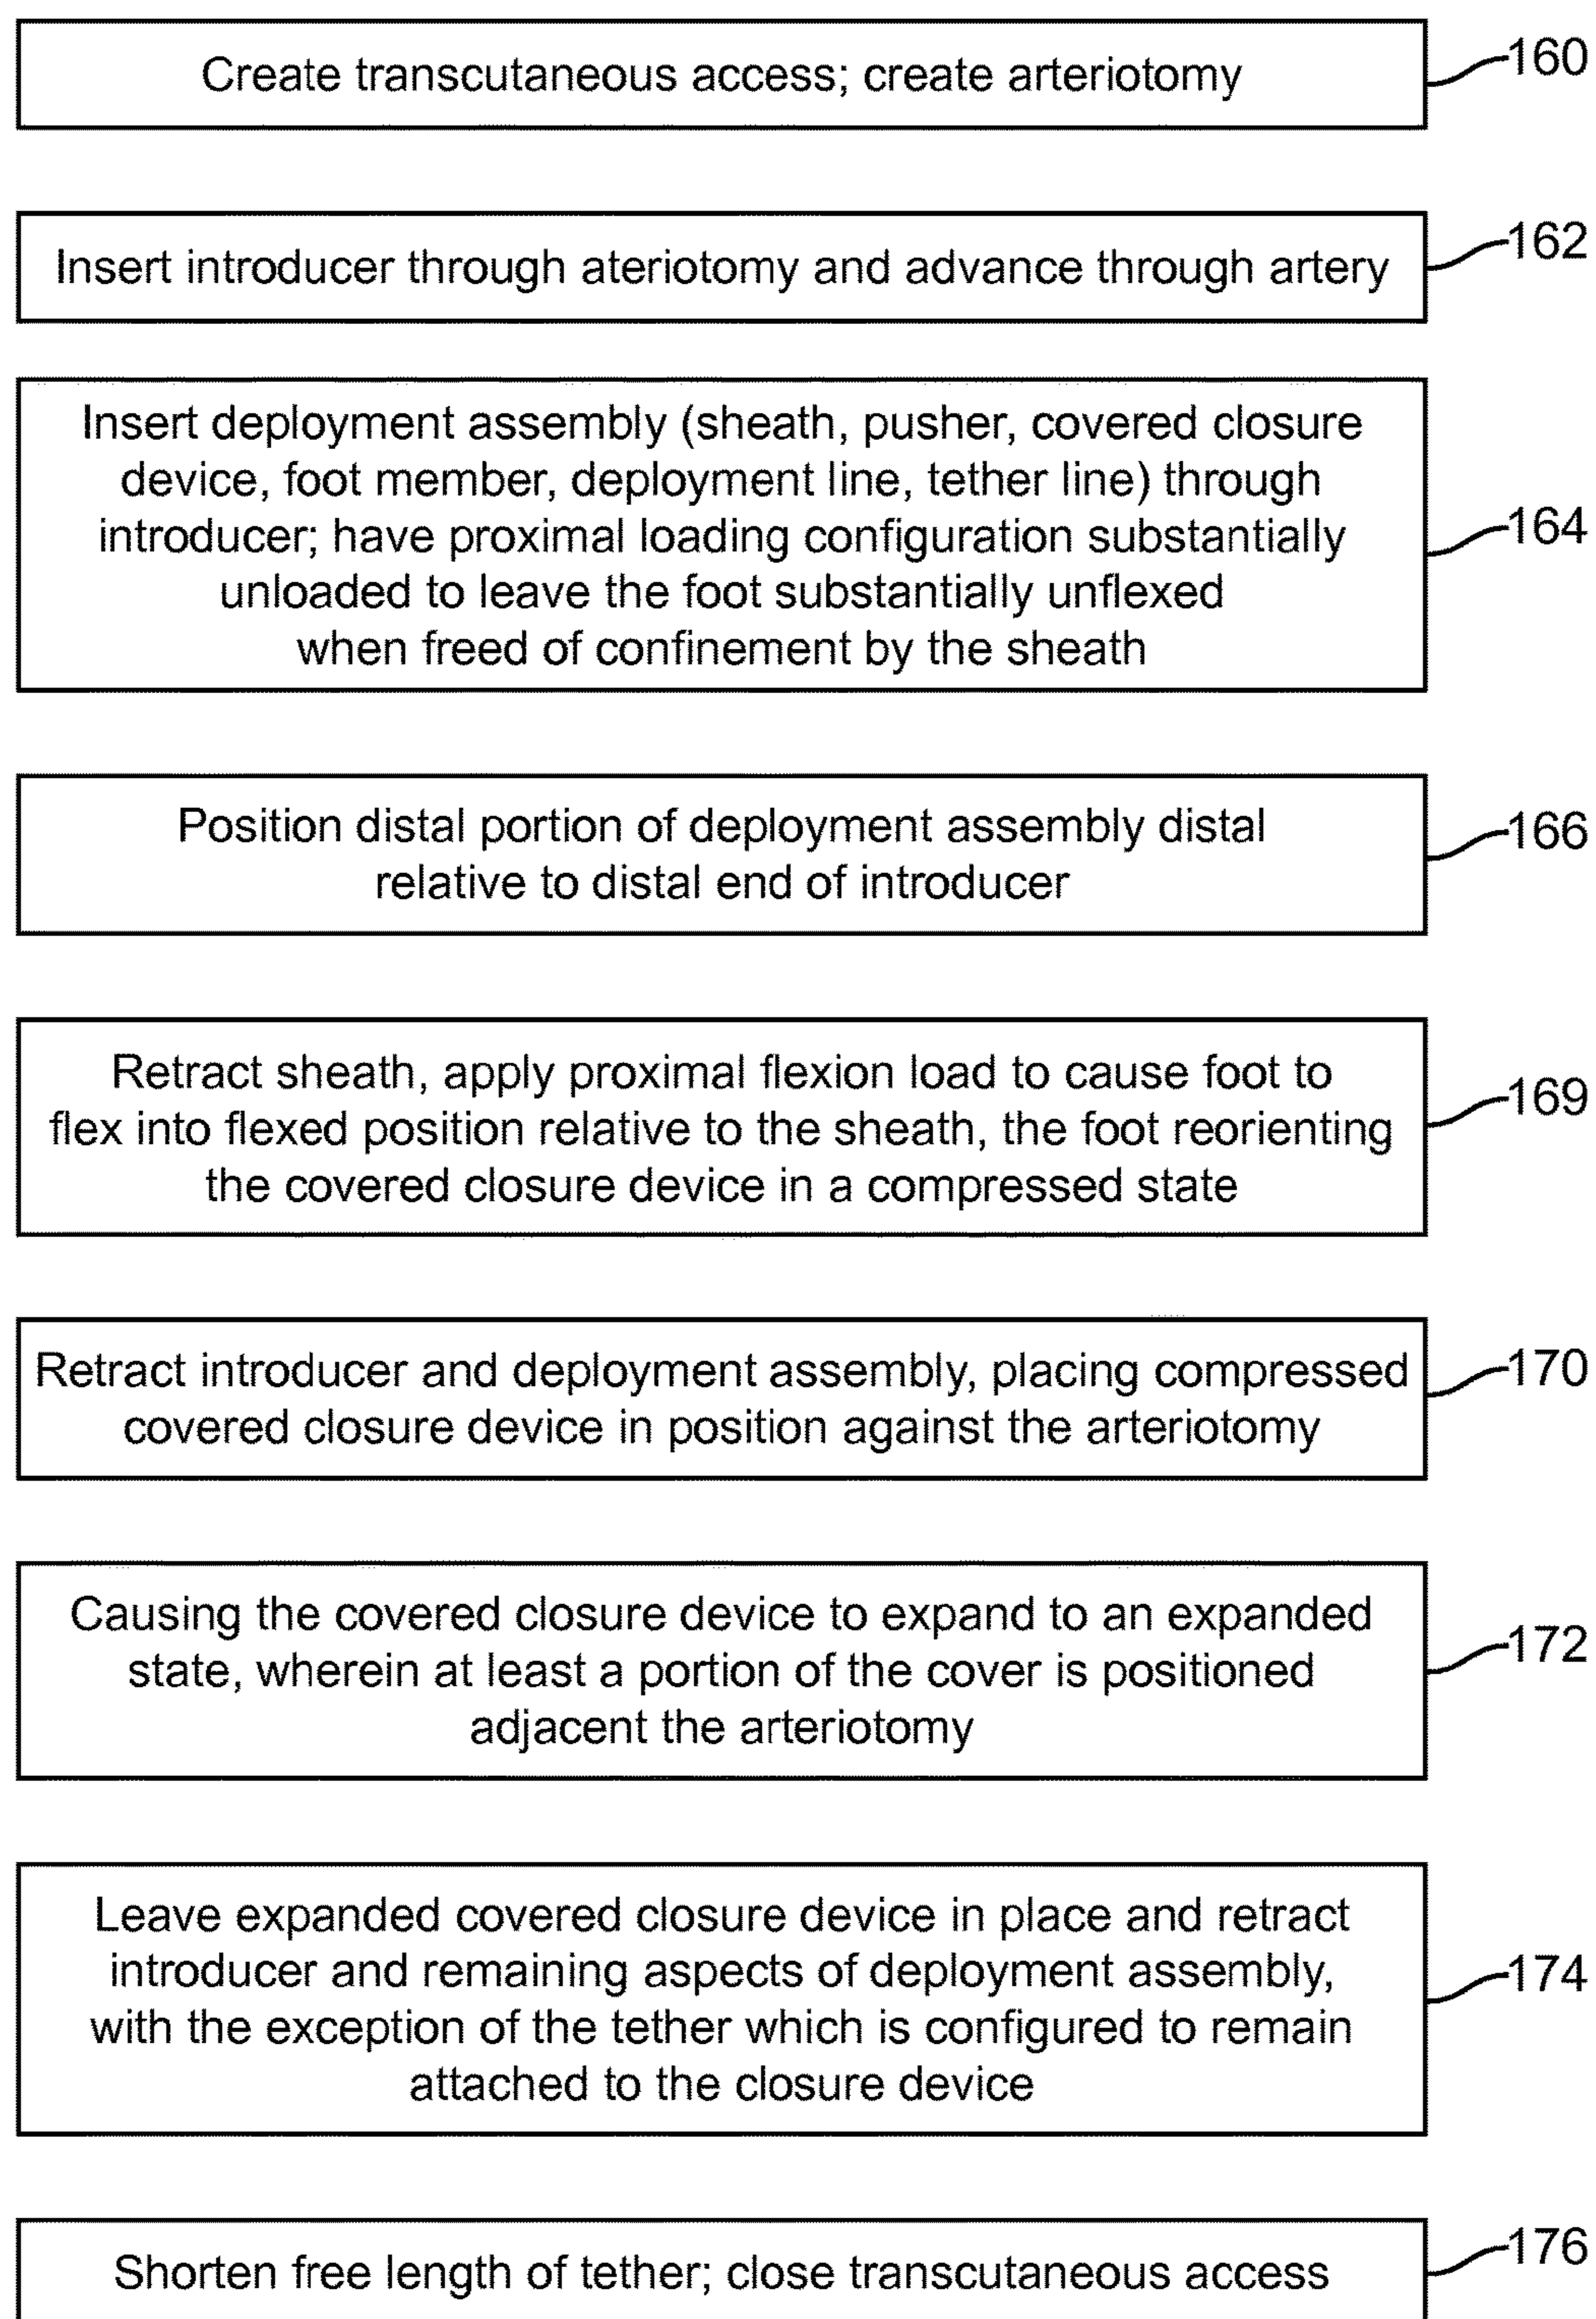 Create transcutaneous access; create arteriotomy
160
Insert introducer through ateriotomy and advance through artery
162
Insert deployment assembly (sheath, pusher, covered closure
device, foot member, deployment line, tether line) through
introducer; have proximal loading configuration substantially
unloaded to leave the foot substantially unflexed
when freed of confinement by the sheath
164
Position distal portion of deployment assembly distal
relative to distal end of introducer
166
Retract sheath, apply proximal flexion load to cause foot to
flex into flexed position relative to the sheath, the foot reorienting
the covered closure device in a compressed state
169
Retract introducer and deployment assembly, placing compressed
covered closure device in position against the arteriotomy
170
Causing the covered closure device to expand to an expanded
state, wherein at least a portion of the cover is positioned
adjacent the arteriotomy
172
Leave expanded covered closure device in place and retract
introducer and remaining aspects of deployment assembly,
with the exception of the tether which is configured to remain
attached to the closure device
174
Shorten free length of tether; close transcutaneous access
176